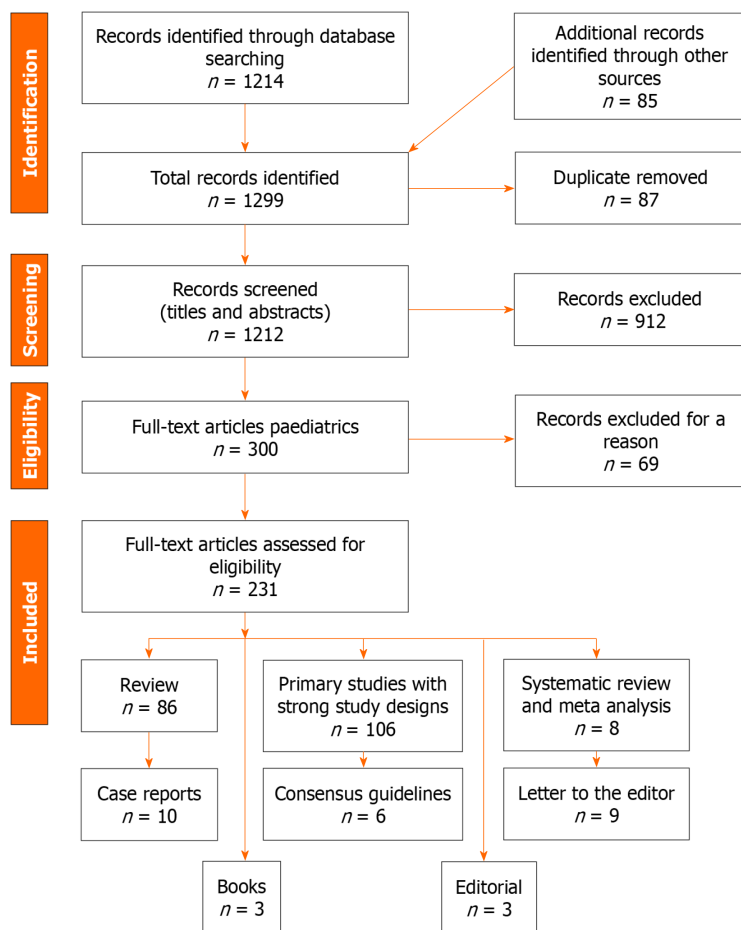 Identification
Records identified through database
searching
n = 1214
Additional records
identified through other
sources
n = 85
Total records identified
n = 1299
Duplicate removed
n = 87
Screening
Records screened
(titles and abstracts)
n = 1212
Records excluded
n = 912
Eligibility
Full-text articles paediatrics
n = 300
Records excluded for a
reason
n = 69
Included
Full-text articles assessed for
eligibility
n = 231
Review
n = 86
Primary studies with
strong study designs
n = 106
Systematic review
and meta analysis
n = 8
Case reports
n = 10
Consensus guidelines
n = 6
Letter to the editor
n = 9
Books
n = 3
Editorial
n = 3